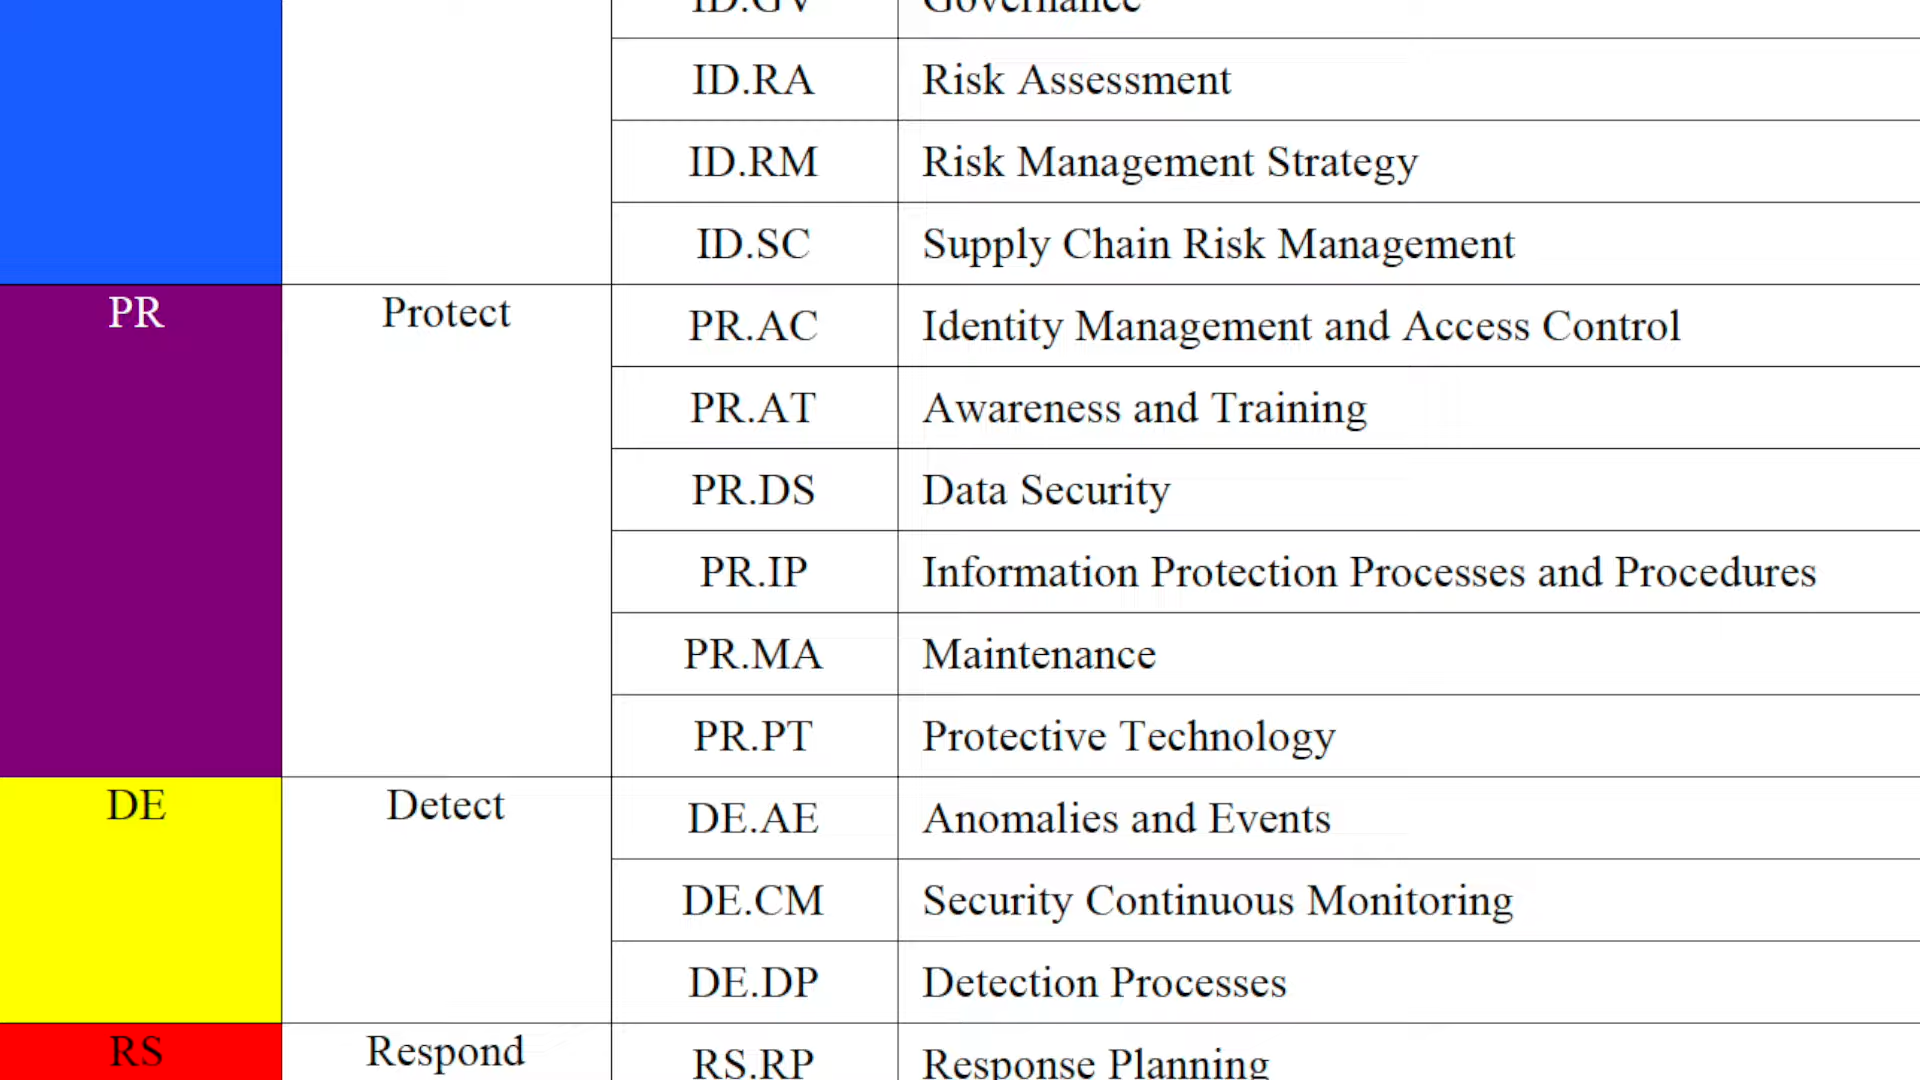 ID.GV Governance
ID.RA Risk Assessment
ID.RM Risk Management Strategy
ID.SC Supply Chain Risk Management
PR Protect PR.AC Identity Management and Access Control
PR.AT Awareness and Training
PR.DS Data Security
PR.IP Information Protection Processes and Procedures
PR.MA Maintenance
PR.PT Protective Technology
DE Detect DE.AE Anomalies and Events
DE.CM Security Continuous Monitoring
DE.DP Detection Processes
RS Respond RS.RP Response Planning